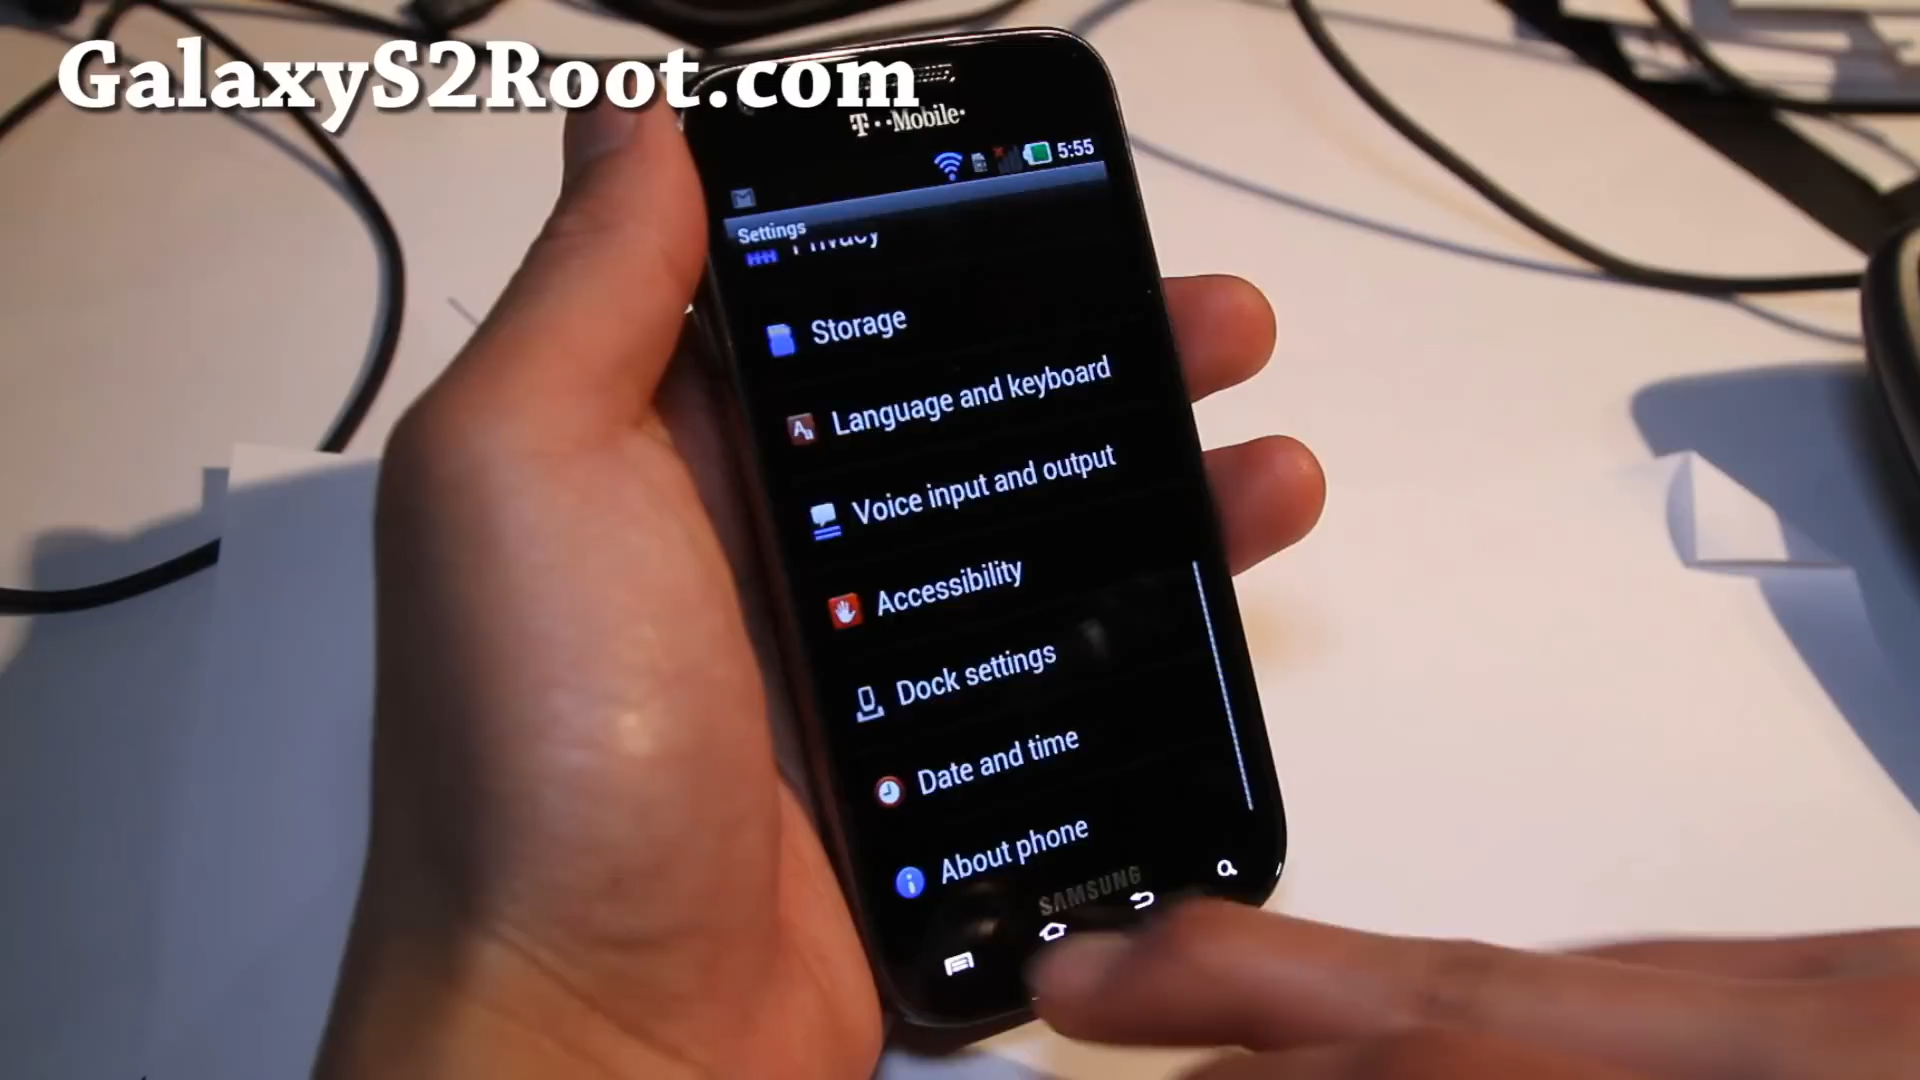 GalaxyS2Root.com
T··Mobile·
5:55
Settings
Privacy
Storage
Language and keyboard
Voice input and output
Accessibility
Dock settings
Date and time
About phone
SAMSUNG